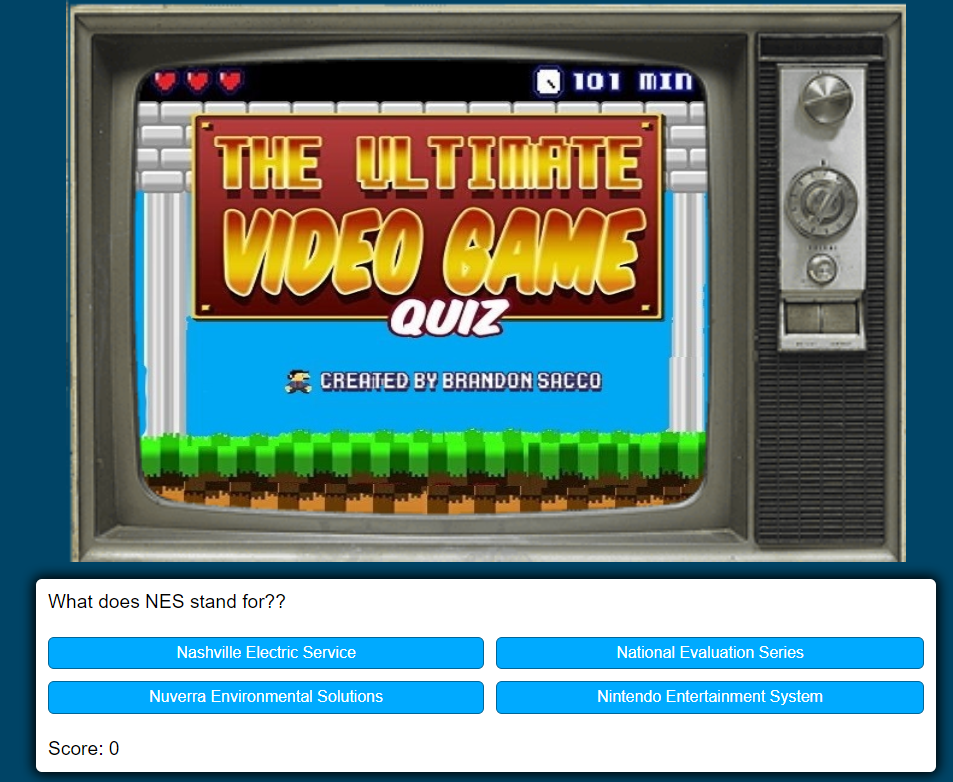 101 MIN
THE ULTIMATE
VIDEO GAME
QUIZ
CREATED BY BRANDON SACCO
What does NES stand for??
Nashville Electric Service
National Evaluation Series
Nuverra Environmental Solutions
Nintendo Entertainment System
Score: 0